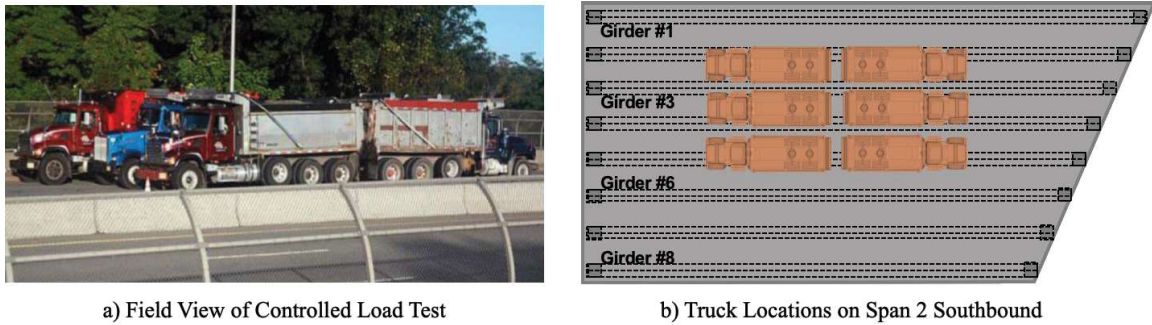 Girder #1
Girder #3
Girder #6
Girder #8
a) Field View of Controlled Load Test
b) Truck Locations on Span 2 Southbound